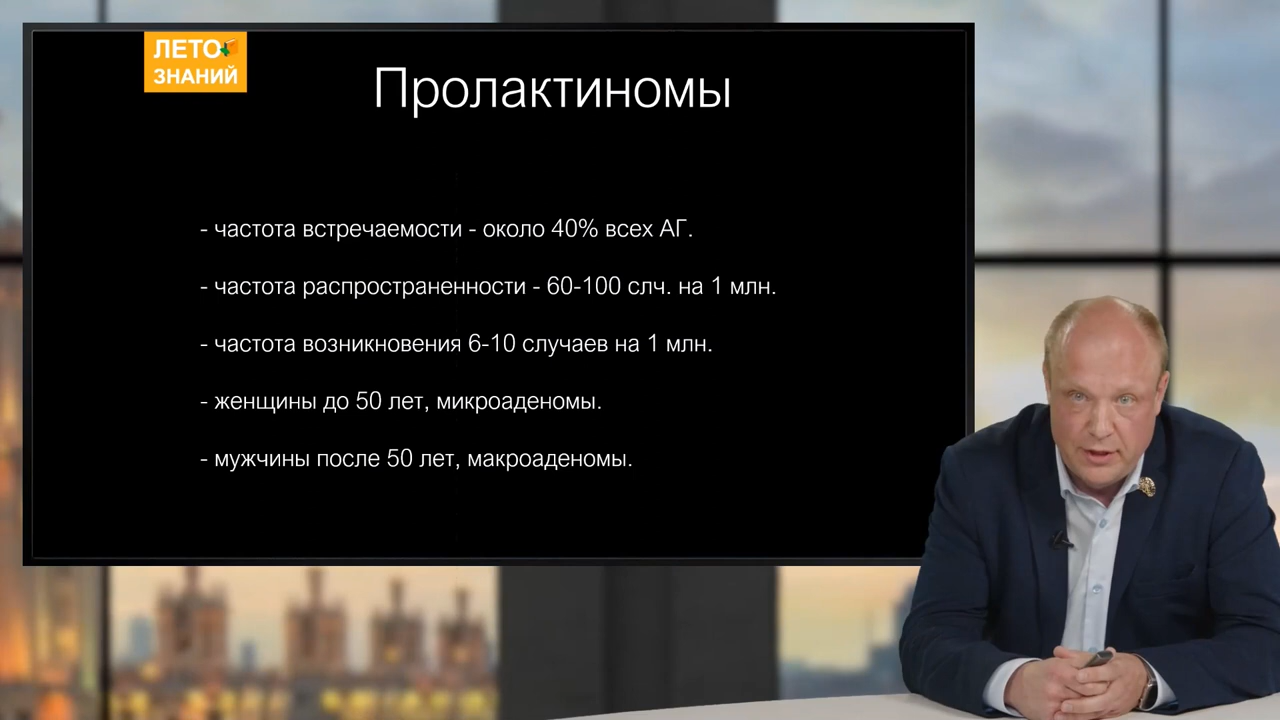 ЛЕТО
ЗНАНИЙ
Пролактиномы
- частота встречаемости - около 40% всех АГ.
- частота распространенности - 60-100 слч. на 1 млн.
- частота возникновения 6-10 случаев на 1 млн.
- женщины до 50 лет, микроаденомы.
- мужчины после 50 лет, макроаденомы.